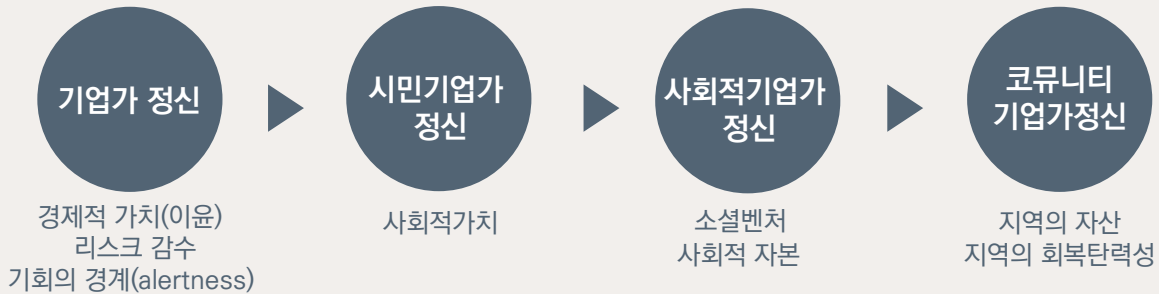 기업가 정신
시민기업가
정신
사회적기업가
정신
코뮤니티
기업가정신
경제적 가치(이윤)
리스크 감수
기회의 경계(alertness)
사회적가치
소셜벤처
사회적 자본
지역의 자산
지역의 회복탄력성